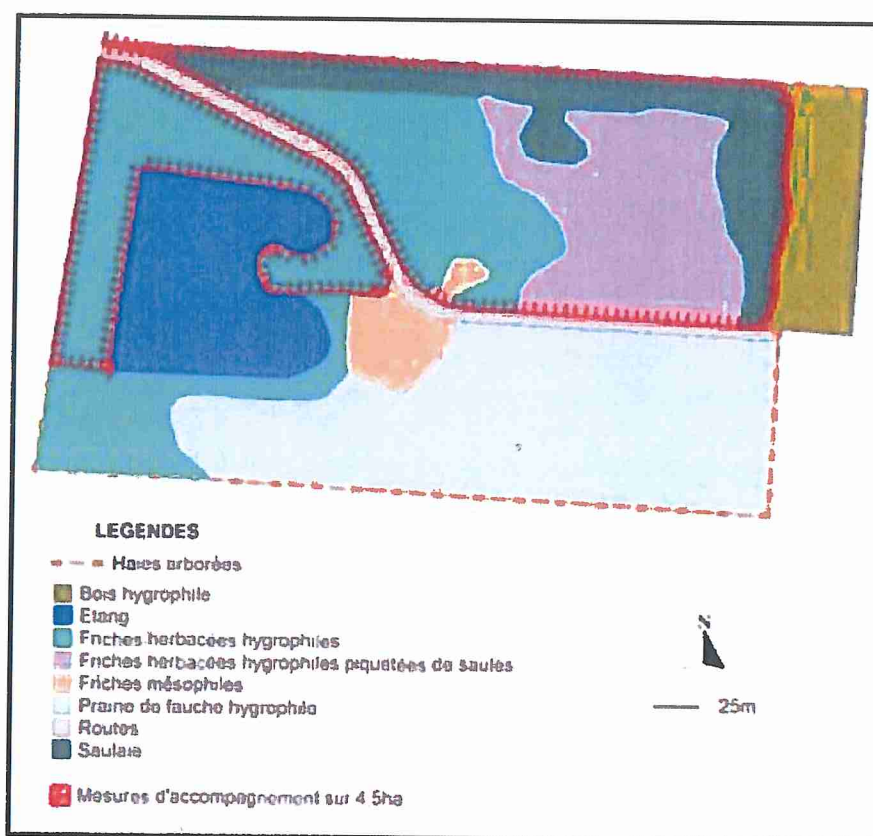 LEGENDES
Haies arborées
Bois hygrophile
Etang
Friches herbacées hygrophiles
Friches herbacées hygrophiles piquetées de saules
Friches mésophiles
Prairie de fauche hygrophile
Routes
Saulaie
Mesures d'accompagnement sur 4 5ha
N
25m